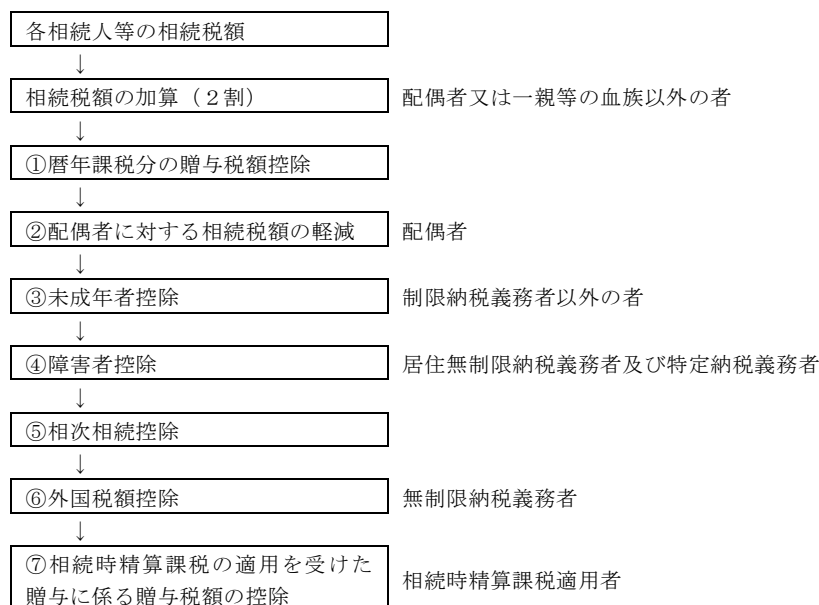 各相続人等の相続税額
↓
相続税額の加算（２割） 配偶者又は一親等の血族以外の者
↓
①暦年課税分の贈与税額控除
↓
②配偶者に対する相続税額の軽減 配偶者
↓
③未成年者控除 制限納税義務者以外の者
↓
④障害者控除 居住無制限納税義務者及び特定納税義務者
↓
⑤相次相続控除
↓
⑥外国税額控除 無制限納税義務者
↓
⑦相続時精算課税の適用を受けた
贈与に係る贈与税額の控除 相続時精算課税適用者